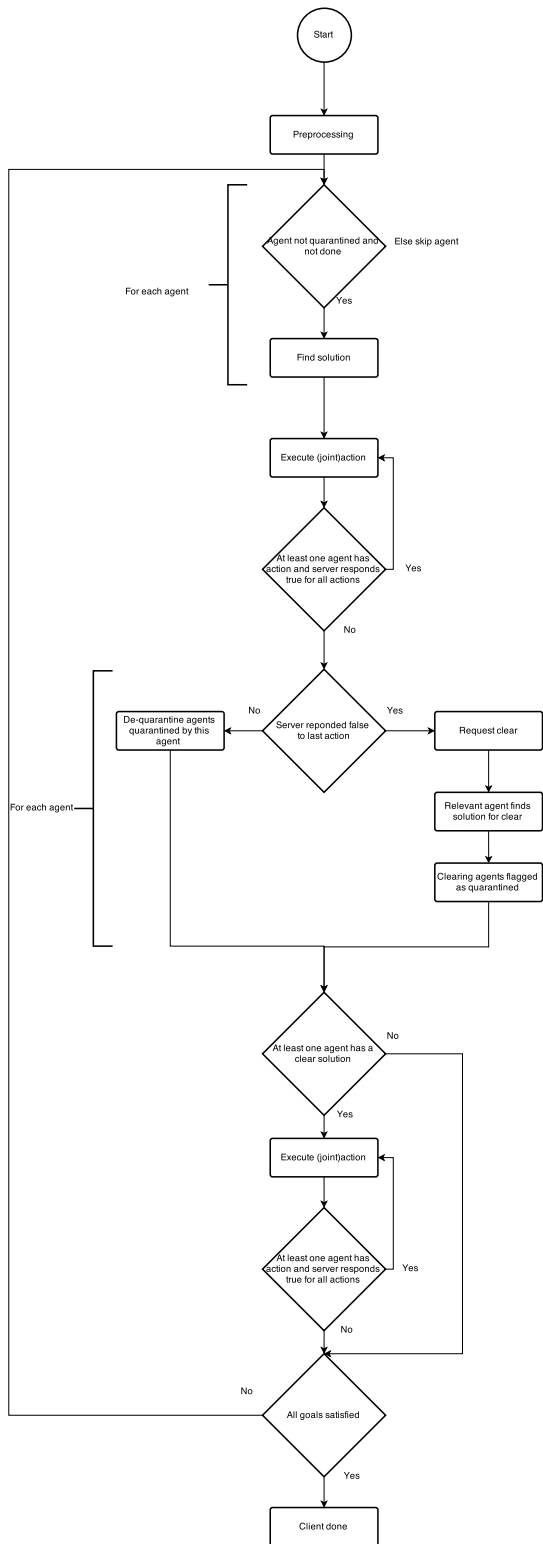 Start
Preprocessing
Agent not quarantined and
not done
Else skip agent
For each agent
Yes
Find solution
Execute (joint)action
At least one agent has
action and server responds
true for all actions
Yes
No
No
Server reponded false
to last action
Yes
De-quarantine agents
quarantined by this
agent
Request clear
For each agent
Relevant agent finds
solution for clear
Clearing agents flagged
as quarantined
No
At least one agent has a
clear solution
Yes
Execute (joint)action
At least one agent has
action and server responds
true for all actions
Yes
No
No
All goals satisfied
Yes
Client done